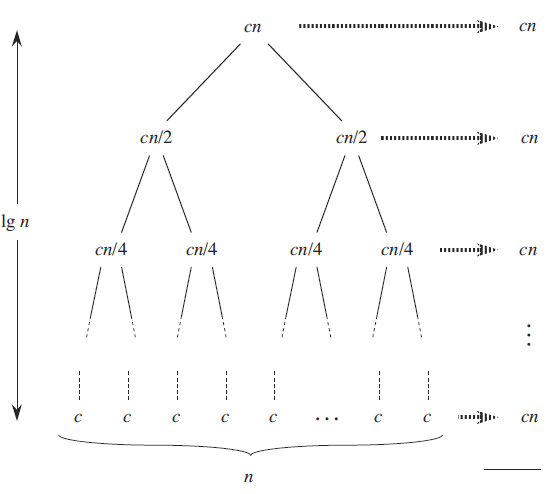 cn cn
cn/2 cn/2 cn
lg n
cn/4 cn/4 cn/4 cn/4 cn
⋮
c c c c c ... c c cn
n